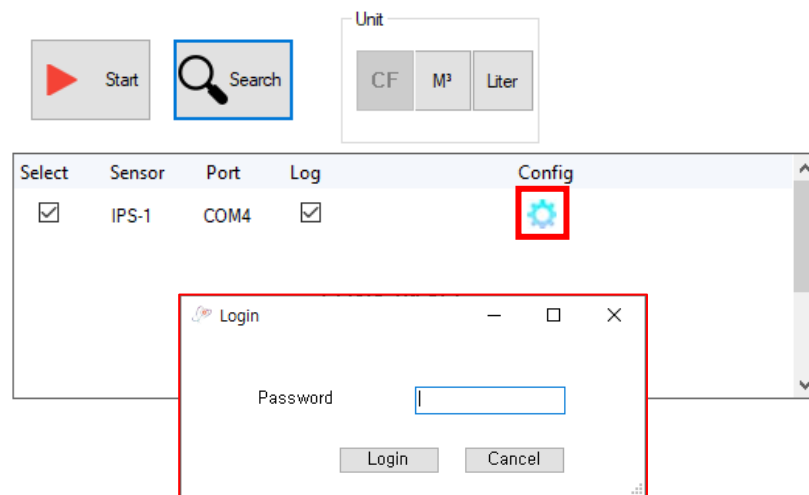 Unit
Start
Search
CF
M³
Liter
Select Sensor Port Log Config
IPS-1 COM4
Login
Password
Login Cancel